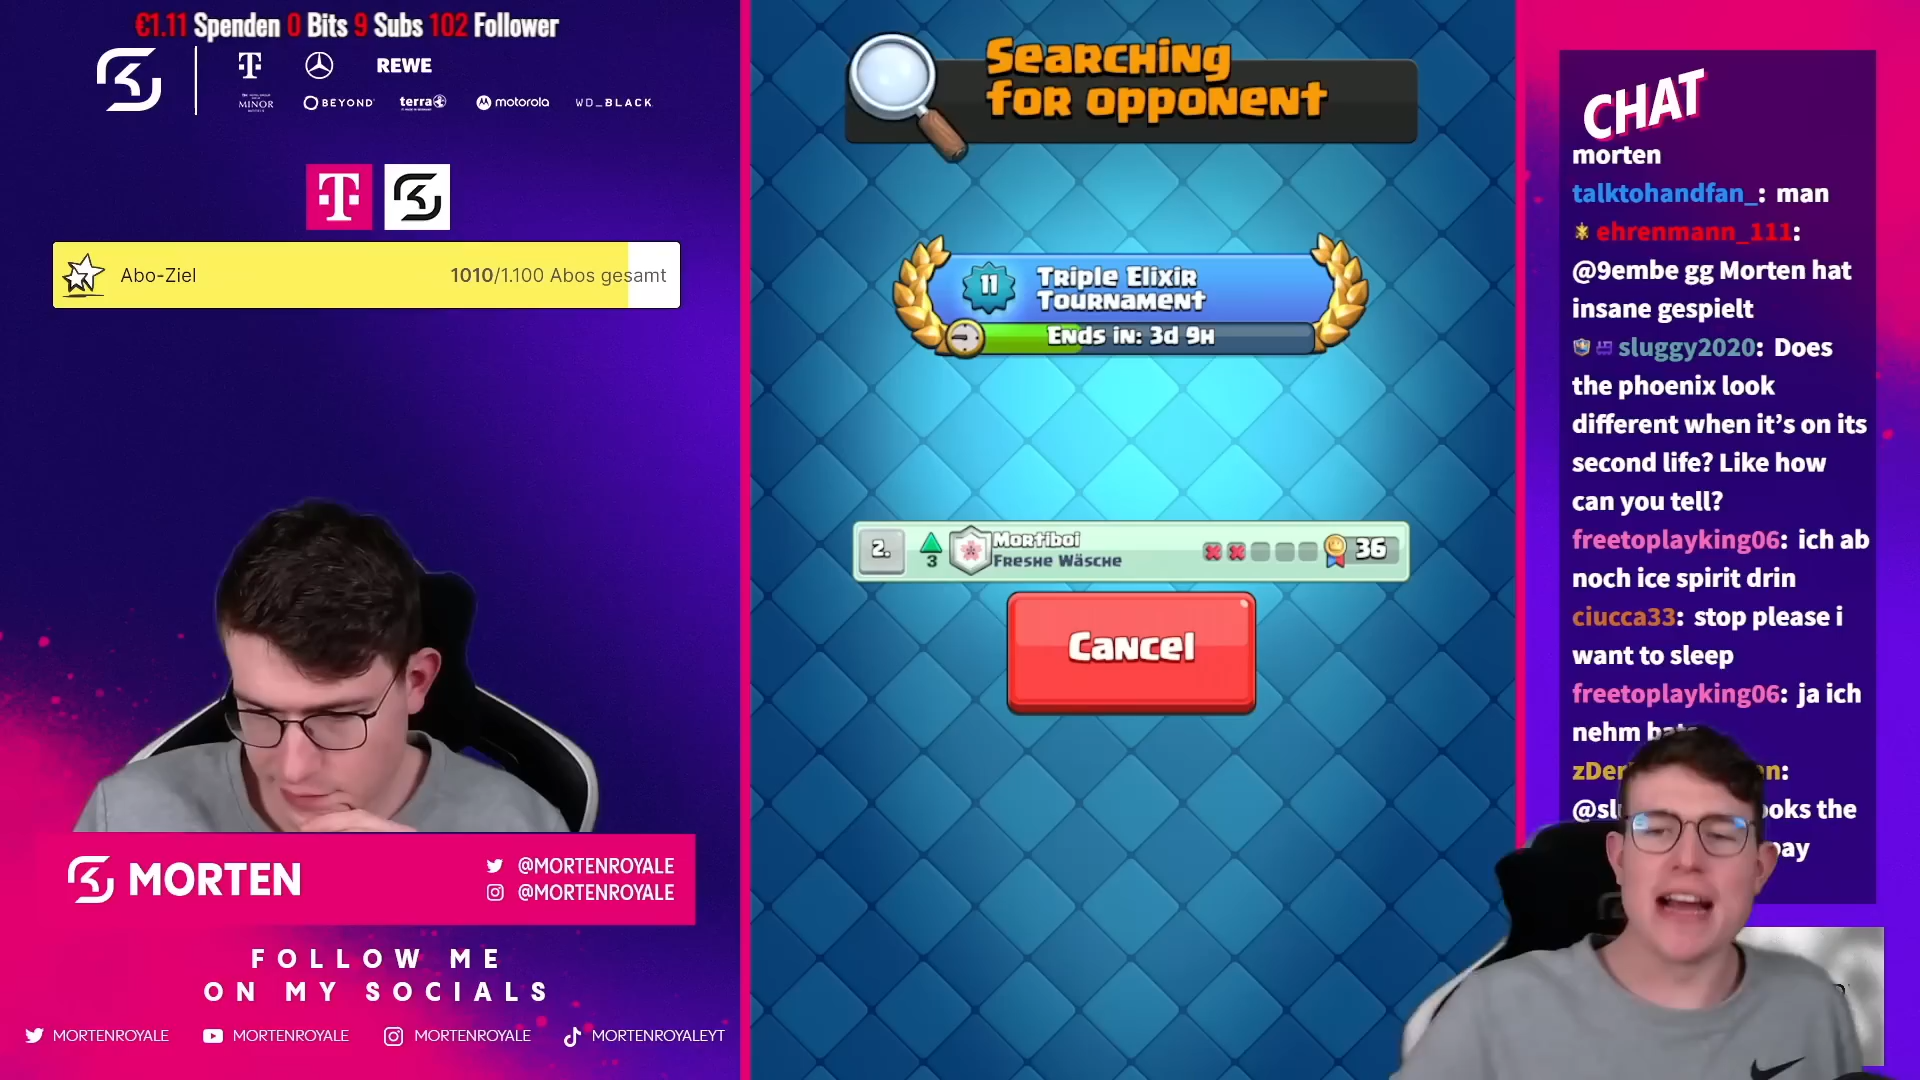 €1.11 Spenden 0 Bits 9 Subs 102 Follower
T
REWE
MINOR
BEYOND
terra
motorola
WD_BLACK
T
Abo-Ziel
1010/1.100 Abos gesamt
MORTEN
@MORTENROYALE
@MORTENROYALE
FOLLOW ME
ON MY SOCIALS
MORTENROYALE
MORTENROYALE
MORTENROYALE
MORTENROYALEYT
Searching
for opponent
11
Triple Elixir
Tournament
Ends in: 3d 9h
2.
3
Mortiboi
Freshe Wäsche
36
Cancel
CHAT
morten
talktohandfan_: man
ehrenmann_111:
@9embe gg Morten hat
insane gespielt
sluggy2020: Does
the phoenix look
different when it’s on its
second life? Like how
can you tell?
freetoplayking06: ich ab
noch ice spirit drin
ciucca33: stop please i
want to sleep
freetoplayking06: ja ich
nehm
the